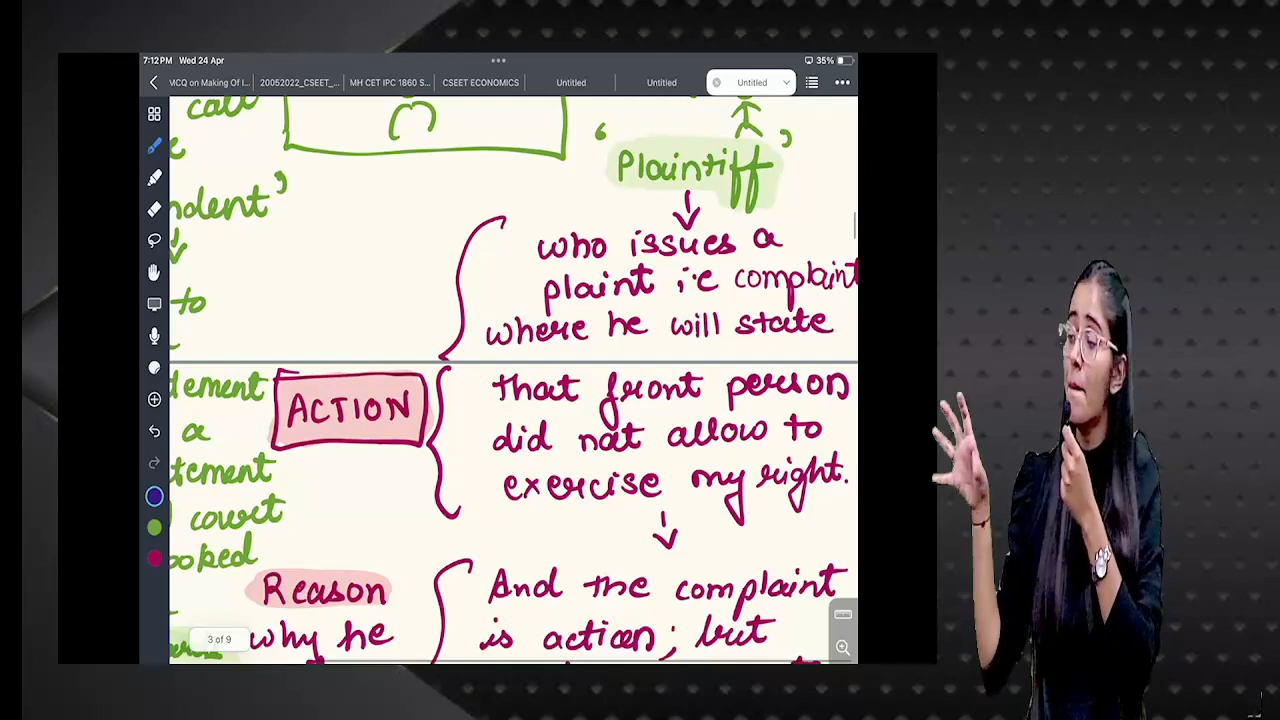 7:12 PM Wed 24 Apr
35%
MCQ on Making Of I...
20052022_CSEET_...
MH CET IPC 1860 S...
CSEET ECONOMICS
Untitled
Untitled
Untitled
call
' Plaintiff '
ndent'
who issues a
plaint i.e complaint
where he will state
to
lement
ACTION
that front person
a
did not allow to
tement
exercise my right.
court
ooked
Reason
And the complaint
why he
is action; but
3 of 9